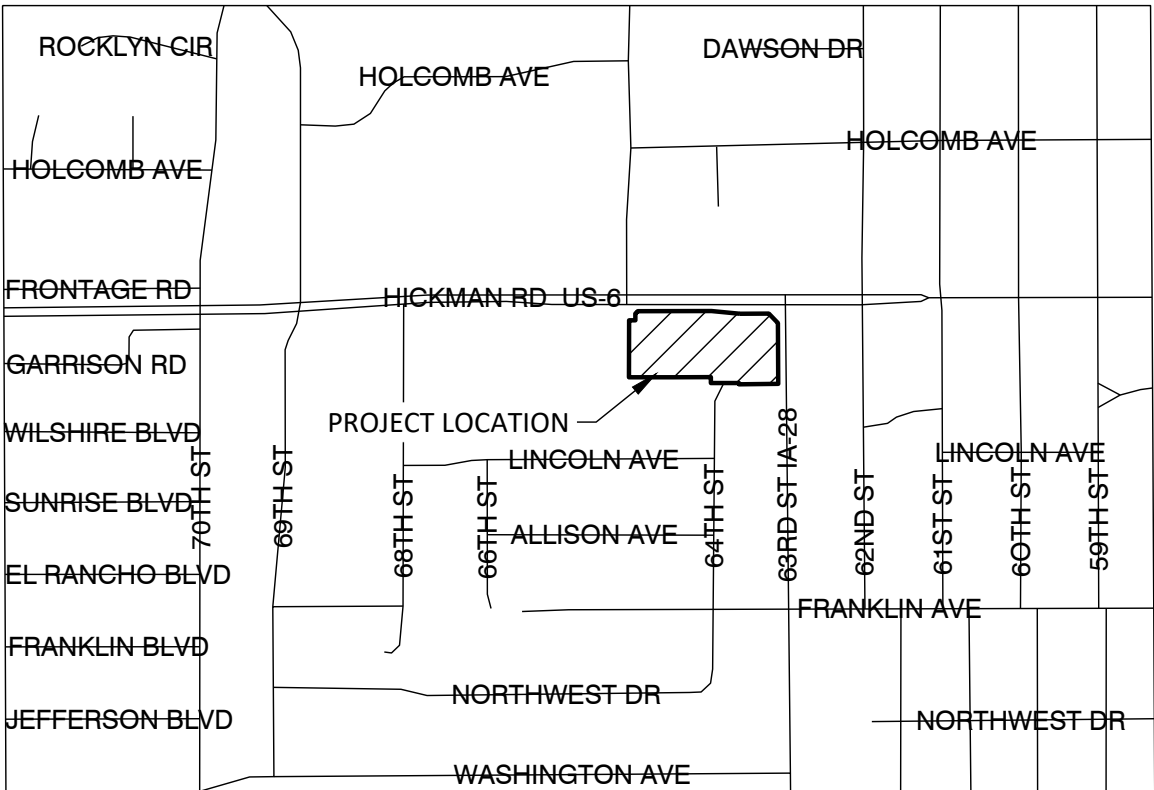 ROCKLYN CIR
DAWSON DR
HOLCOMB AVE
HOLCOMB AVE
HOLCOMB AVE
FRONTAGE RD
HICKMAN RD US-6
GARRISON RD
PROJECT LOCATION
WILSHIRE BLVD
LINCOLN AVE
LINCOLN AVE
SUNRISE BLVD
70TH ST
69TH ST
68TH ST
66TH ST
64TH ST
63RD ST IA-28
62ND ST
61ST ST
60TH ST
59TH ST
ALLISON AVE
EL RANCHO BLVD
FRANKLIN AVE
FRANKLIN BLVD
NORTHWEST DR
JEFFERSON BLVD
NORTHWEST DR
WASHINGTON AVE